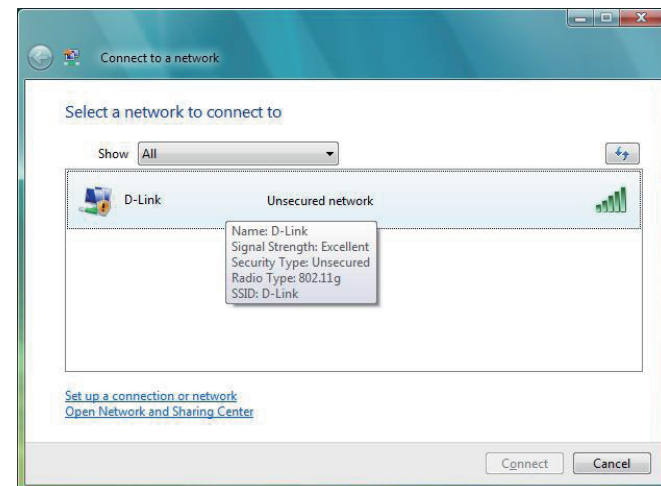 Connect to a network
Select a network to connect to
Show All
D-Link Unsecured network
Name: D-Link
Signal Strength: Excellent
Security Type: Unsecured
Radio Type: 802.11g
SSID: D-Link
Set up a connection or network
Open Network and Sharing Center
Connect Cancel